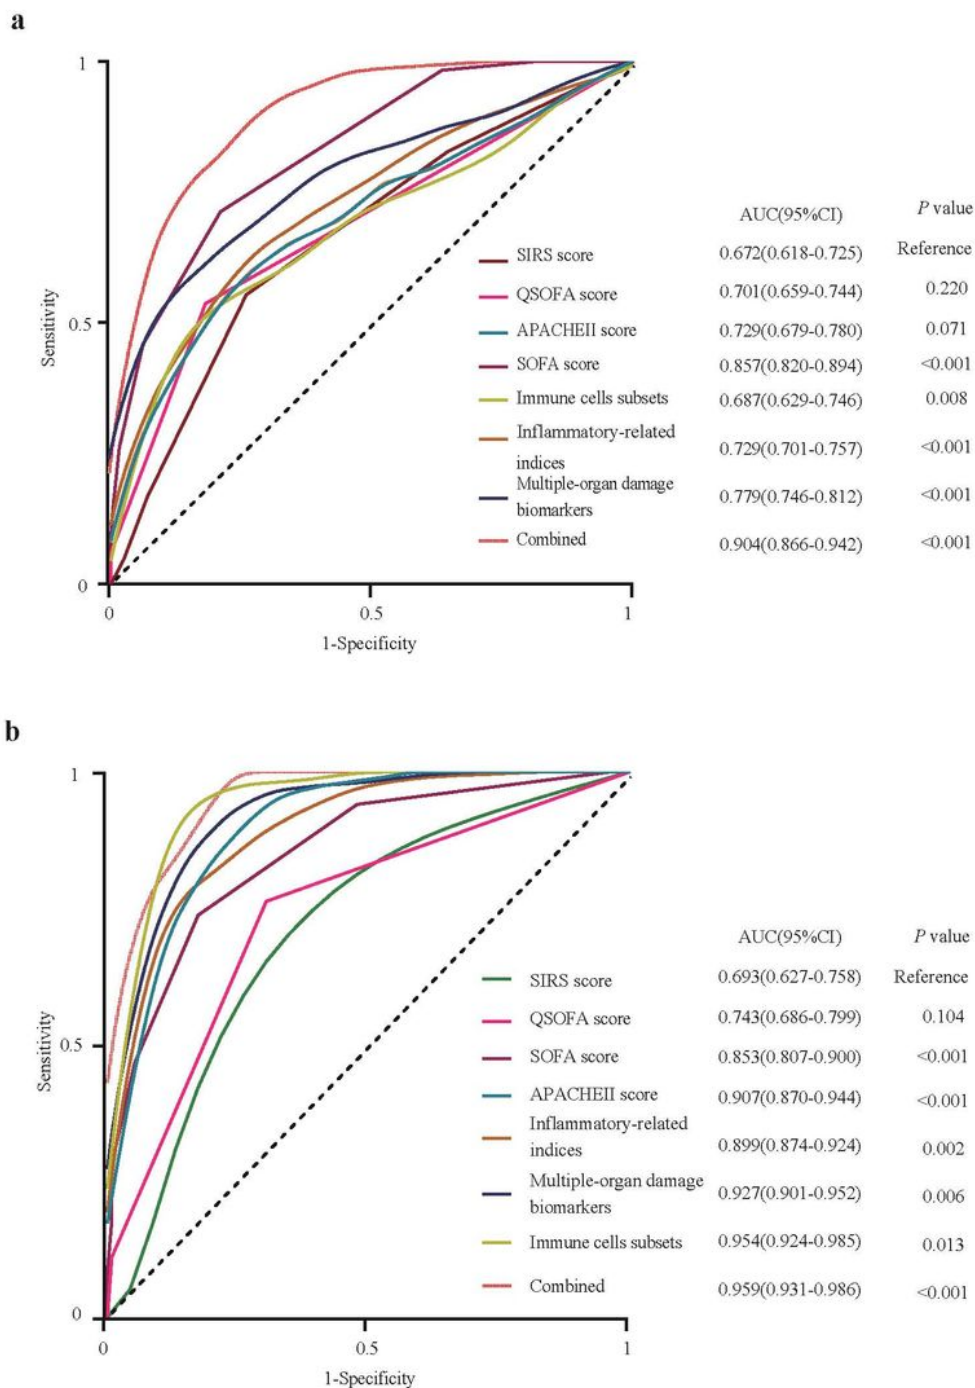 a
1
0.5
0
0
0.5
1
Sensitivity
1-Specificity
AUC(95%CI) P value
SIRS score 0.672(0.618-0.725) Reference
QSOFA score 0.701(0.659-0.744) 0.220
APACHEII score 0.729(0.679-0.780) 0.071
SOFA score 0.857(0.820-0.894) <0.001
Immune cells subsets 0.687(0.629-0.746) 0.008
Inflammatory-related
indices 0.729(0.701-0.757) <0.001
Multiple-organ damage
biomarkers 0.779(0.746-0.812) <0.001
Combined 0.904(0.866-0.942) <0.001
b
1
0.5
0
0
0.5
1
Sensitivity
1-Specificity
AUC(95%CI) P value
SIRS score 0.693(0.627-0.758) Reference
QSOFA score 0.743(0.686-0.799) 0.104
SOFA score 0.853(0.807-0.900) <0.001
APACHEII score 0.907(0.870-0.944) <0.001
Inflammatory-related
indices 0.899(0.874-0.924) 0.002
Multiple-organ damage
biomarkers 0.927(0.901-0.952) 0.006
Immune cells subsets 0.954(0.924-0.985) 0.013
Combined 0.959(0.931-0.986) <0.001